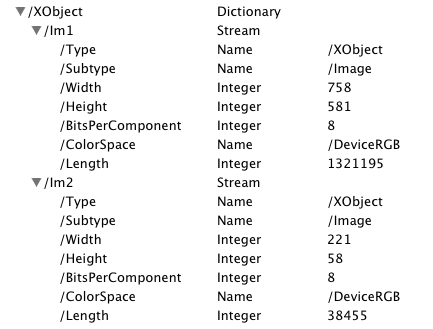 /XObject Dictionary
/Im1 Stream
/Type Name /XObject
/Subtype Name /Image
/Width Integer 758
/Height Integer 581
/BitsPerComponent Integer 8
/ColorSpace Name /DeviceRGB
/Length Integer 1321195
/Im2 Stream
/Type Name /XObject
/Subtype Name /Image
/Width Integer 221
/Height Integer 58
/BitsPerComponent Integer 8
/ColorSpace Name /DeviceRGB
/Length Integer 38455